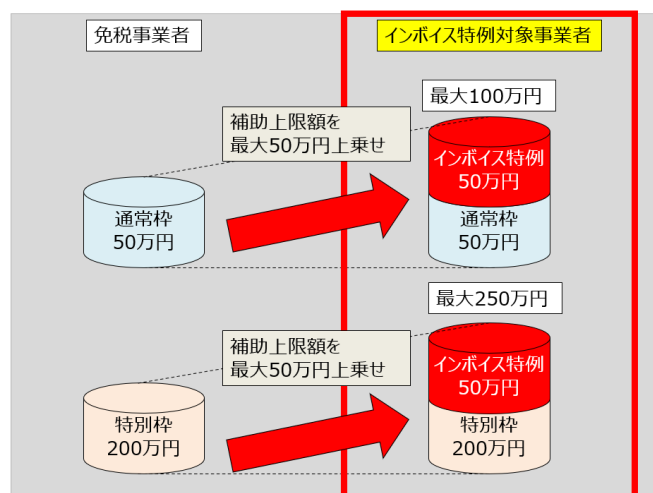 免税事業者
インボイス特例対象事業者
最大100万円
補助上限額を
最大50万円上乗せ
インボイス特例
50万円
通常枠
50万円
通常枠
50万円
最大250万円
補助上限額を
最大50万円上乗せ
インボイス特例
50万円
特別枠
200万円
特別枠
200万円